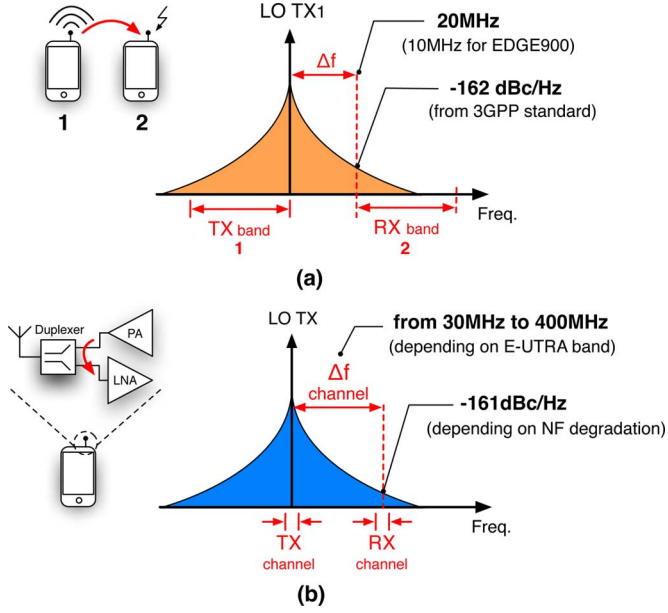 LO TX1
20MHz
(10MHz for EDGE900)
Δf
-162 dBc/Hz
(from 3GPP standard)
1
2
Freq.
TX band
1
RX band
2
(a)
Duplexer
PA
LNA
LO TX
from 30MHz to 400MHz
(depending on E-UTRA band)
Δf
channel
-161dBc/Hz
(depending on NF degradation)
Freq.
TX
channel
RX
channel
(b)